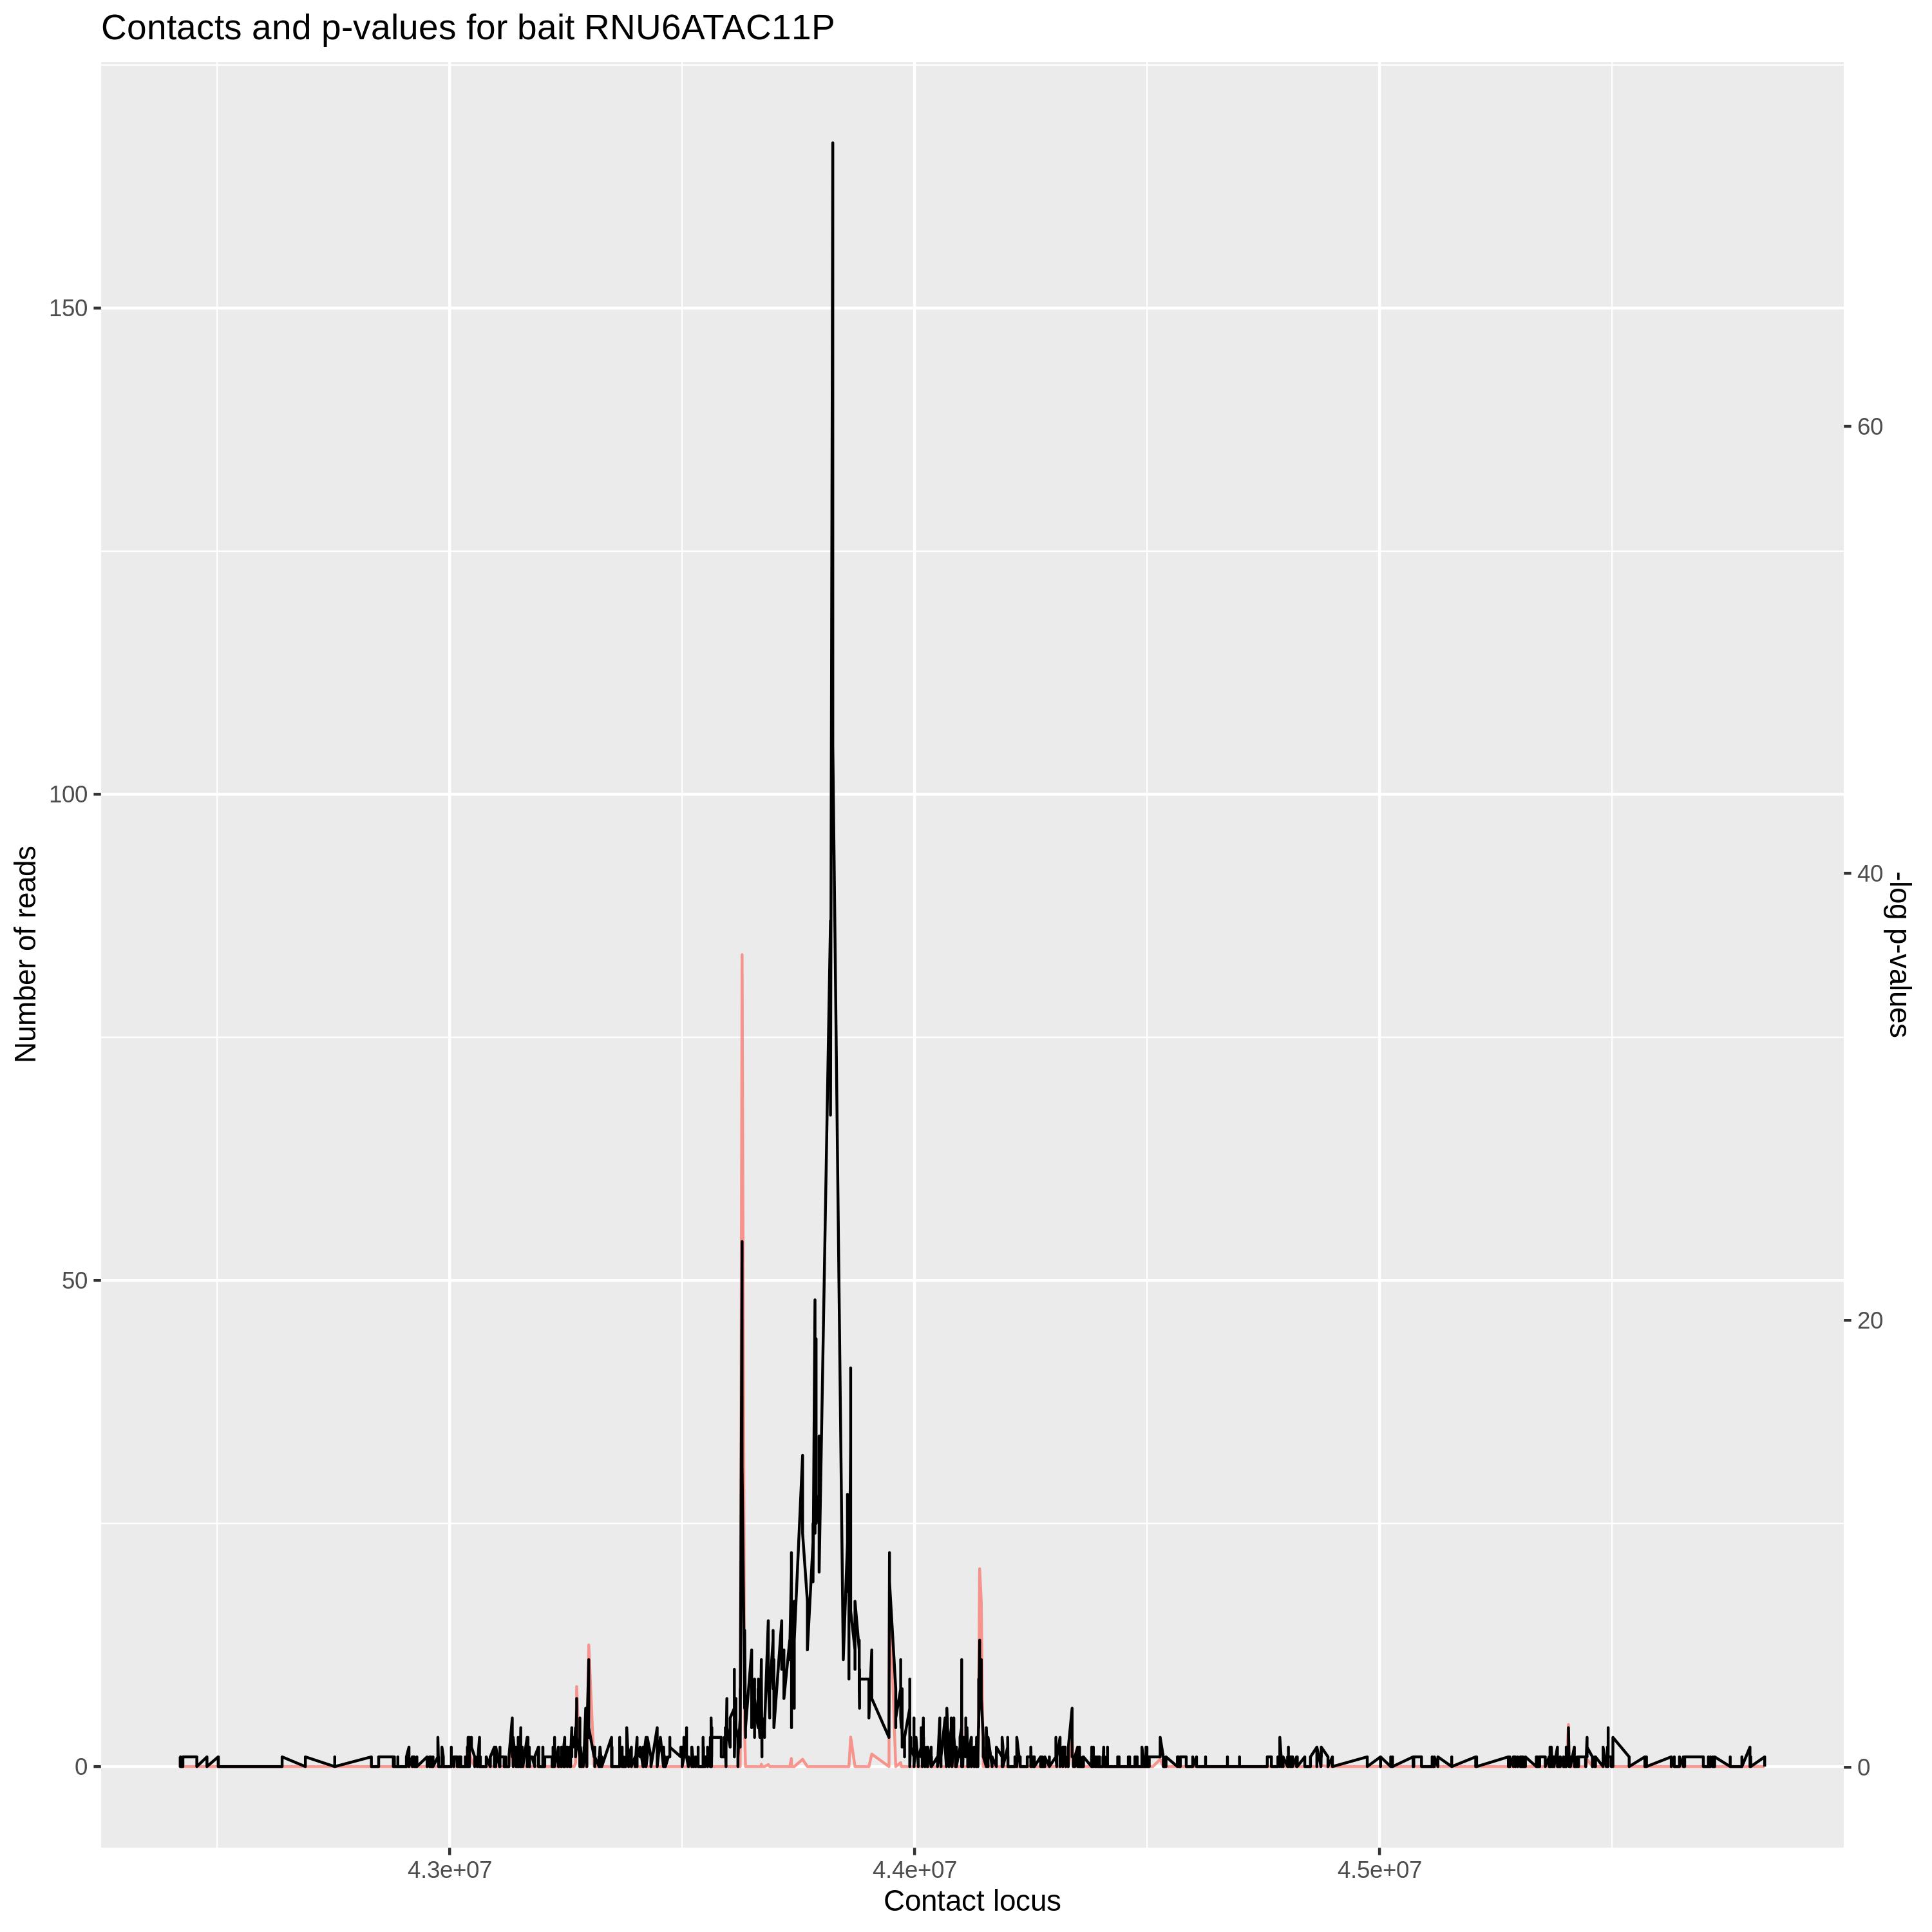 Contacts and p-values for bait RNU6ATAC11P
150
100
50
0
Number of reads
60
40
20
0
-log p-values
4.3e+07 4.4e+07 4.5e+07
Contact locus